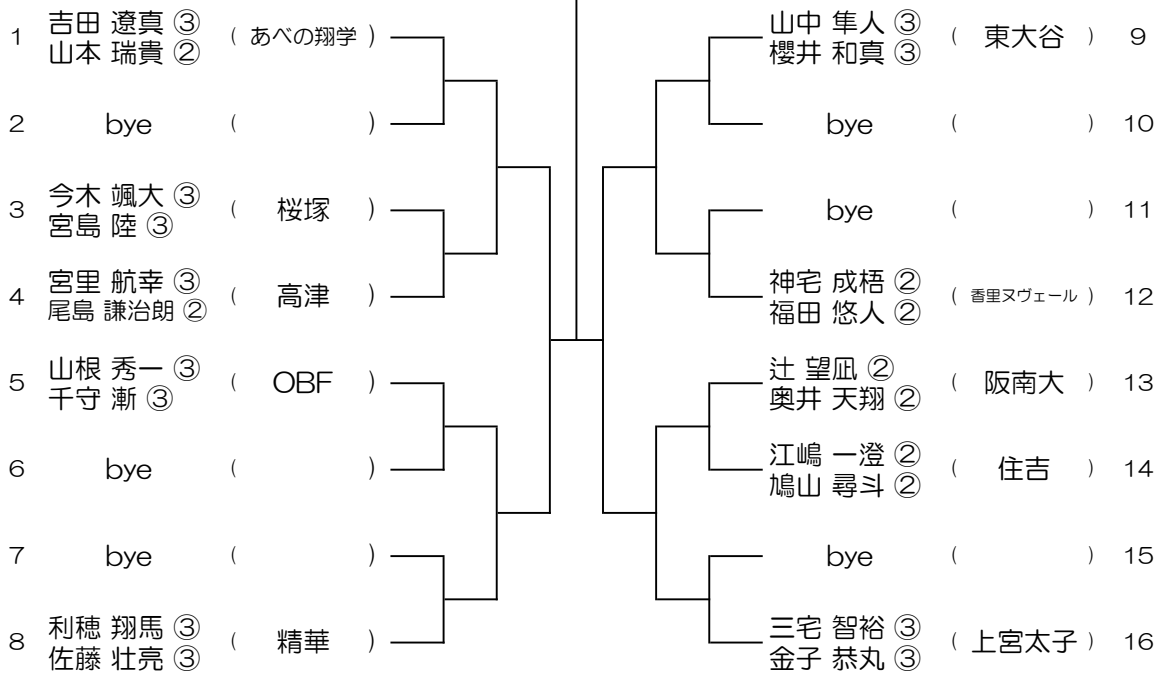 1 吉田 遼真 ③ ( あべの翔学 )
山本 瑞貴 ②
2 bye ( )
3 今木 颯大 ③ ( 桜塚 )
宮島 陸 ③
4 宮里 航幸 ③ ( 高津 )
尾島 謙治朗 ②
5 山根 秀一 ③ ( OBF )
千守 漸 ③
6 bye ( )
7 bye ( )
8 利穂 翔馬 ③ ( 精華 )
佐藤 壮亮 ③
山中 隼人 ③ ( 東大谷 ) 9
櫻井 和真 ③
bye ( ) 10
bye ( ) 11
神宅 成梧 ② ( 香里ヌヴェール ) 12
福田 悠人 ②
辻 望凪 ② ( 阪南大 ) 13
奥井 天翔 ②
江嶋 一澄 ② ( 住吉 ) 14
鳩山 尋斗 ②
bye ( ) 15
三宅 智裕 ③ ( 上宮太子 ) 16
金子 恭丸 ③